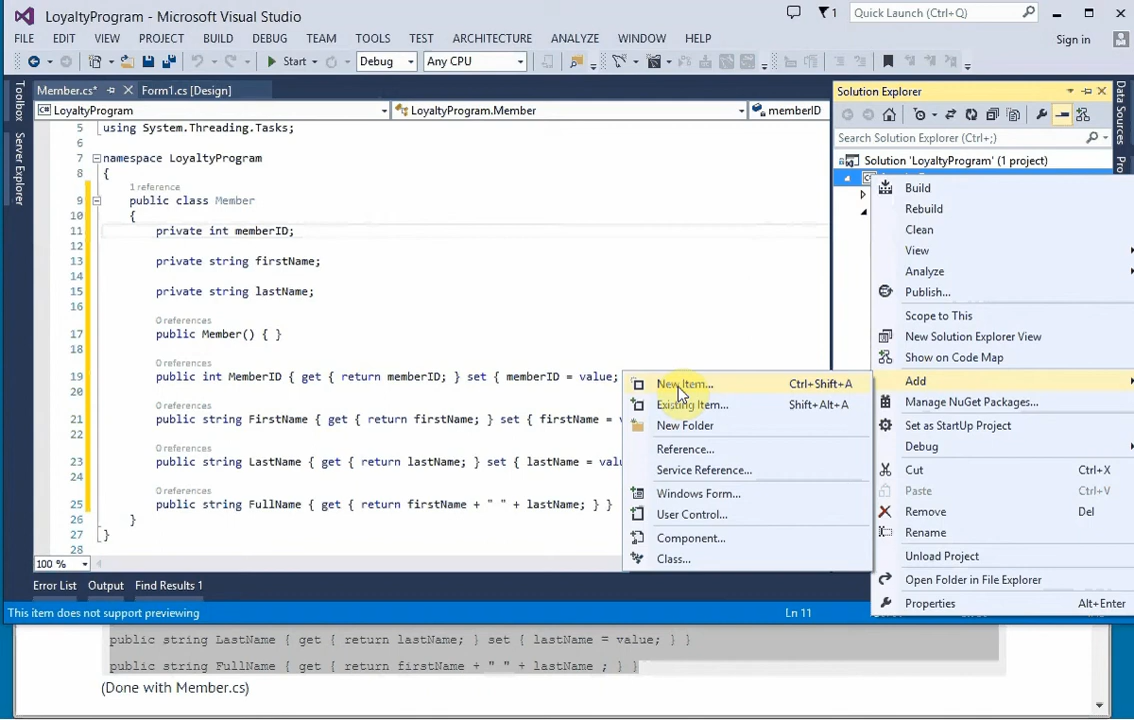 LoyaltyProgram - Microsoft Visual Studio
1
Quick Launch (Ctrl+Q)
FILE EDIT VIEW PROJECT BUILD DEBUG TEAM TOOLS TEST ARCHITECTURE ANALYZE WINDOW HELP
Sign in
Start
Debug
Any CPU
Toolbox
Server Explorer
Member.cs*
Form1.cs [Design]
LoyaltyProgram
LoyaltyProgram.Member
memberID
5 using System.Threading.Tasks;
6
7 namespace LoyaltyProgram
8 {
1 reference
9 public class Member
10 {
11 private int memberID;
12
13 private string firstName;
14
15 private string lastName;
16
0 references
17 public Member() { }
18
0 references
19 public int MemberID { get { return memberID; } set { memberID = value;
0 references
21 public string FirstName { get { return firstName; } set { firstName = v
22
0 references
23 public string LastName { get { return lastName; } set { lastName = valu
0 references
25 public string FullName { get { return firstName + " " + lastName; } }
26 }
27 }
28
100 %
Error List
Output
Find Results 1
This item does not support previewing
Ln 11
Solution Explorer
Search Solution Explorer (Ctrl+;)
Solution 'LoyaltyProgram' (1 project)
Data Sources
Build
Rebuild
Clean
View
Analyze
Publish...
Scope to This
New Solution Explorer View
Show on Code Map
Add
Manage NuGet Packages...
Set as StartUp Project
Debug
Cut Ctrl+X
Paste Ctrl+V
Remove Del
Rename
Unload Project
Open Folder in File Explorer
Properties Alt+Enter
New Item... Ctrl+Shift+A
Existing Item... Shift+Alt+A
New Folder
Reference...
Service Reference...
Windows Form...
User Control...
Component...
Class...
public string LastName { get { return lastName; } set { lastName = value; } }
public string FullName { get { return firstName + " " + lastName ; } }
(Done with Member.cs)